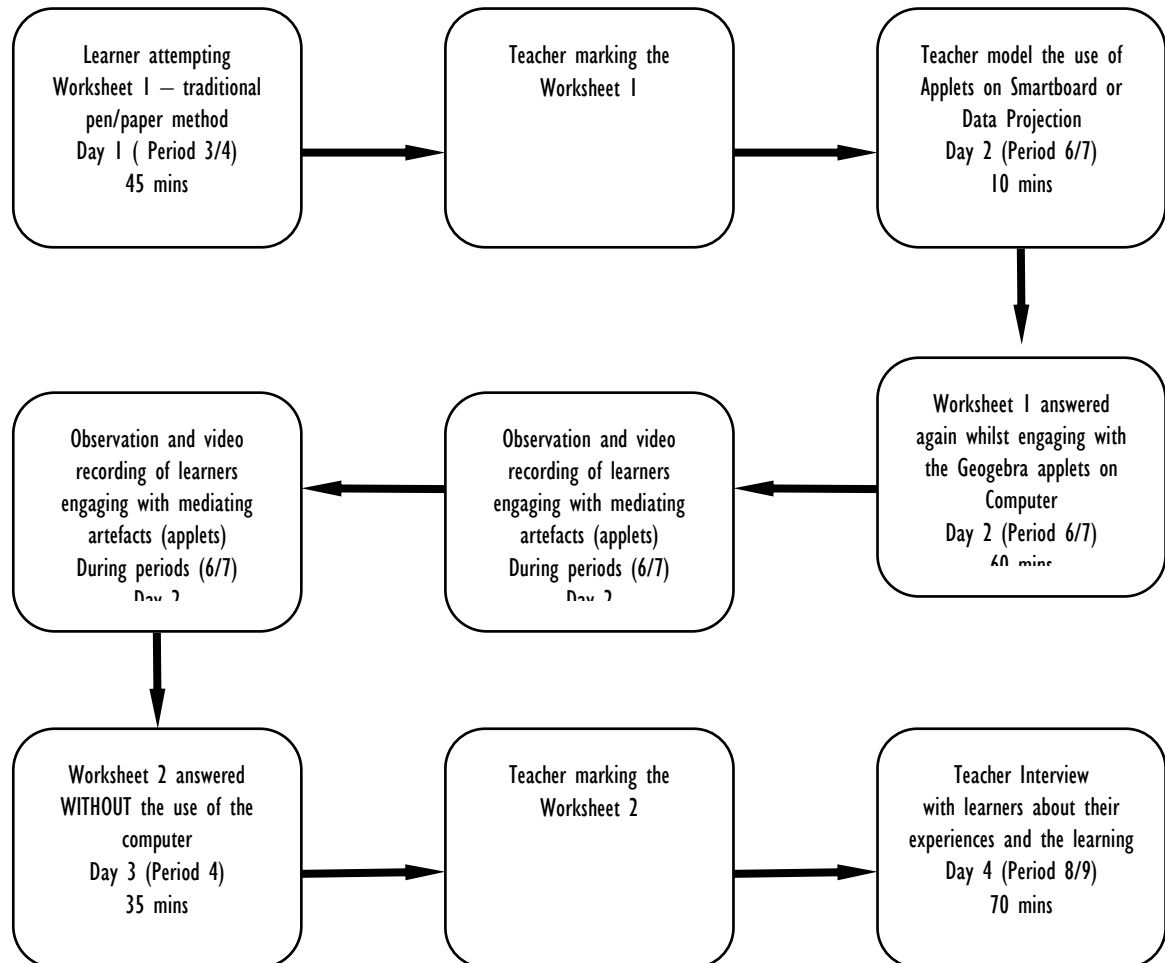 Learner attempting
Worksheet 1 – traditional
pen/paper method
Day 1 ( Period 3/4)
45 mins
Teacher marking the
Worksheet 1
Teacher model the use of
Applets on Smartboard or
Data Projection
Day 2 (Period 6/7)
10 mins
Worksheet 1 answered
again whilst engaging with
the Geogebra applets on
Computer
Day 2 (Period 6/7)
60 mins
Observation and video
recording of learners
engaging with mediating
artefacts (applets)
During periods (6/7)
Day 2
Observation and video
recording of learners
engaging with mediating
artefacts (applets)
During periods (6/7)
Day 2
Worksheet 2 answered
WITHOUT the use of the
computer
Day 3 (Period 4)
35 mins
Teacher marking the
Worksheet 2
Teacher Interview
with learners about their
experiences and the learning
Day 4 (Period 8/9)
70 mins